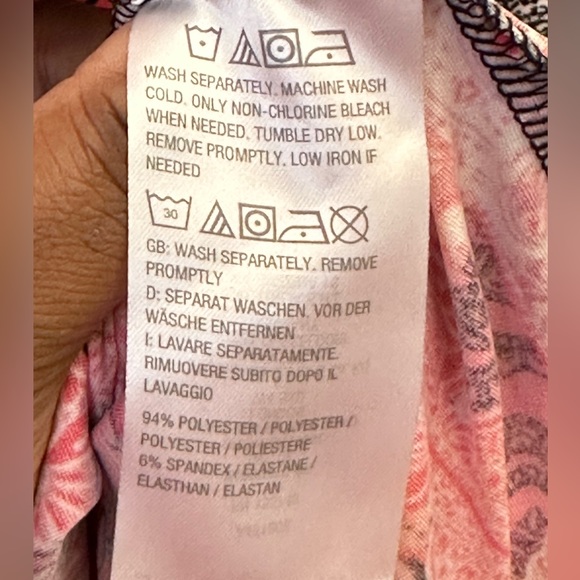 WASH SEPARATELY. MACHINE WASH
COLD. ONLY NON-CHLORINE BLEACH
WHEN NEEDED. TUMBLE DRY LOW.
REMOVE PROMPTLY. LOW IRON IF
NEEDED
30
GB: WASH SEPARATELY. REMOVE
PROMPTLY
D: SEPARAT WASCHEN. VOR DER
WÄSCHE ENTFERNEN
I: LAVARE SEPARATAMENTE.
RIMUOVERE SUBITO DOPO IL
LAVAGGIO
94% POLYESTER / POLYESTER /
POLYESTER / POLIESTERE
6% SPANDEX / ELASTANE /
ELASTHAN / ELASTAN